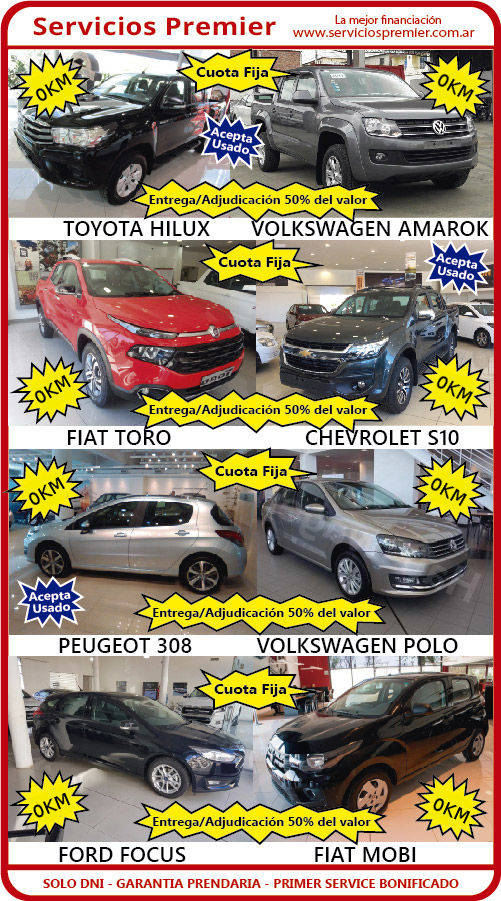 Servicios Premier
La mejor financiación
www.serviciospremier.com.ar
0KM
Cuota Fija
0KM
Acepta
Usado
Entrega/Adjudicación 50% del valor
TOYOTA HILUX
VOLKSWAGEN AMAROK
Cuota Fija
Acepta
Usado
0KM
0KM
Entrega/Adjudicación 50% del valor
FIAT TORO
CHEVROLET S10
0KM
Cuota Fija
0KM
Acepta
Usado
Entrega/Adjudicación 50% del valor
PEUGEOT 308
VOLKSWAGEN POLO
Cuota Fija
0KM
0KM
Entrega/Adjudicación 50% del valor
FORD FOCUS
FIAT MOBI
SOLO DNI - GARANTIA PRENDARIA - PRIMER SERVICE BONIFICADO